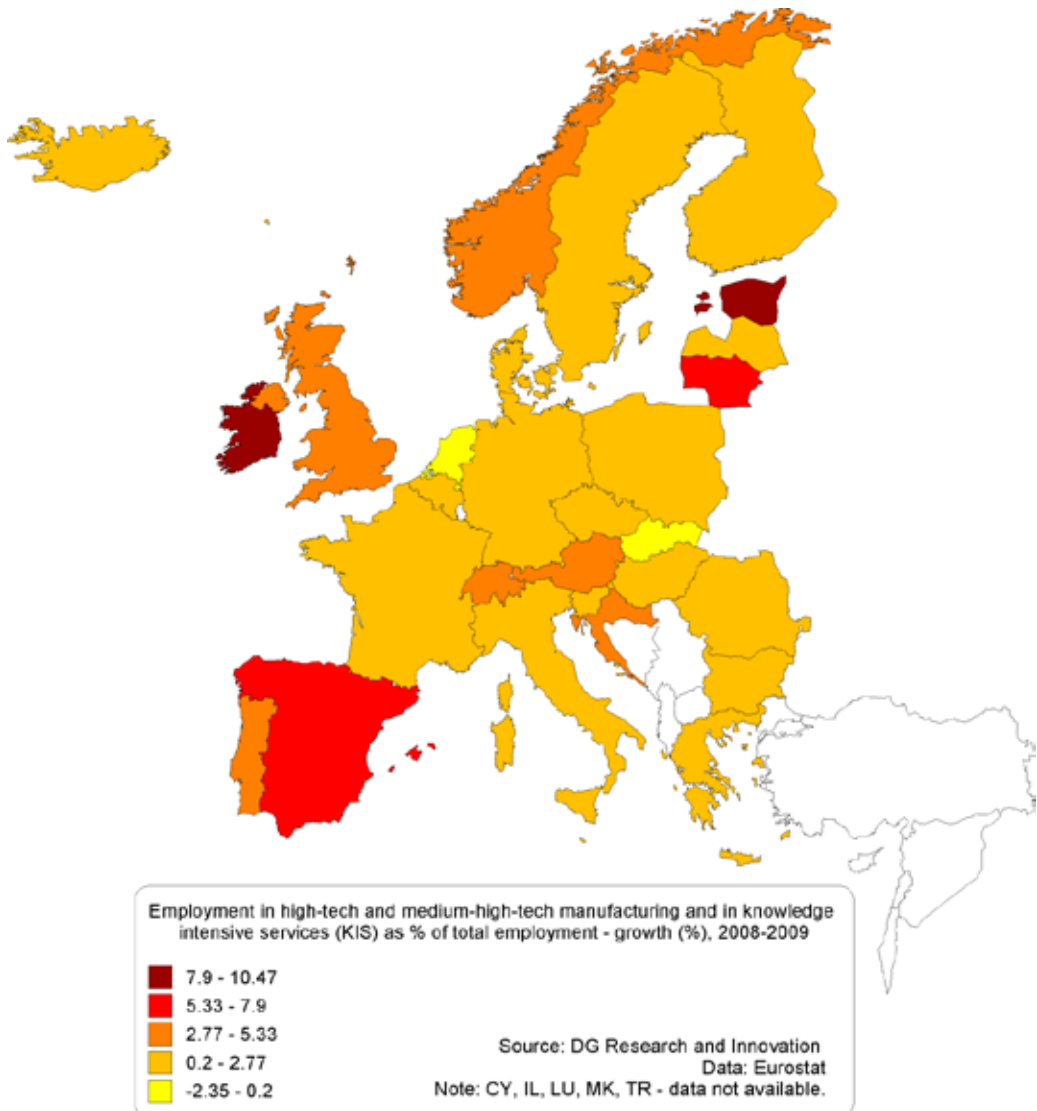 Employment in high-tech and medium-high-tech manufacturing and in knowledge
intensive services (KIS) as % of total employment - growth (%), 2008-2009
7.9 - 10.47
5.33 - 7.9
2.77 - 5.33
0.2 - 2.77
-2.35 - 0.2
Source: DG Research and Innovation
Data: Eurostat
Note: CY, IL, LU, MK, TR - data not available.